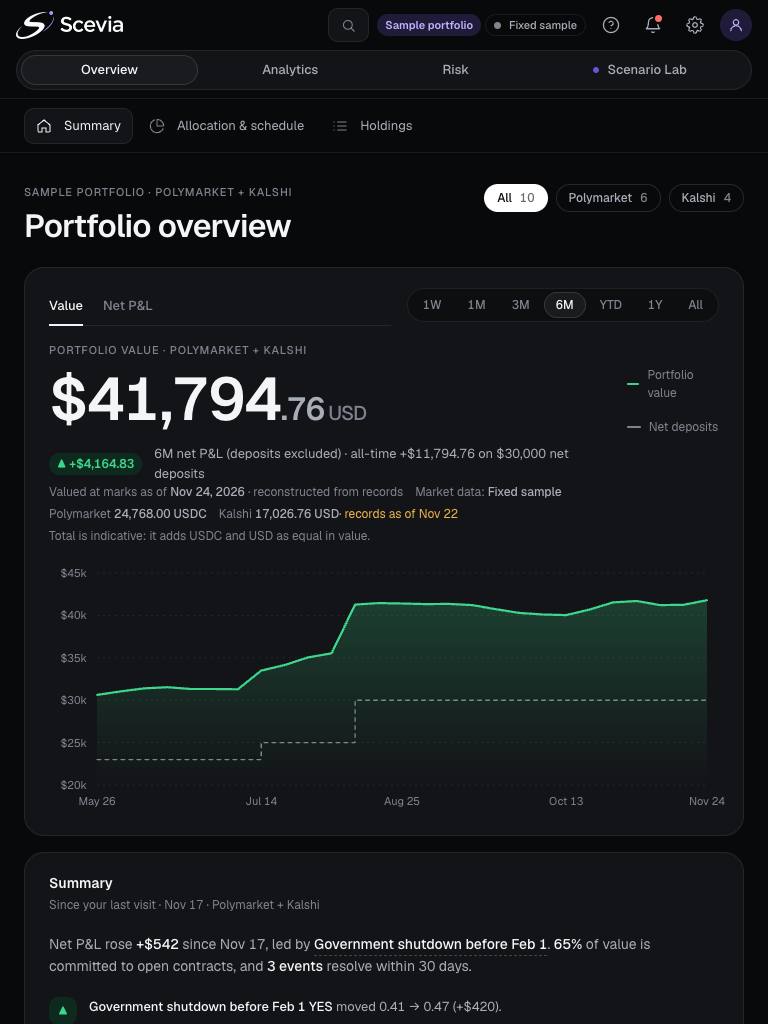 Scevia
Sample portfolio
Fixed sample
Overview
Analytics
Risk
Scenario Lab
Summary
Allocation & schedule
Holdings
SAMPLE PORTFOLIO · POLYMARKET + KALSHI
Portfolio overview
All 10
Polymarket 6
Kalshi 4
Value
Net P&L
1W
1M
3M
6M
YTD
1Y
All
PORTFOLIO VALUE · POLYMARKET + KALSHI
$41,794.76 USD
Portfolio
value
Net deposits
▲ +$4,164.83
6M net P&L (deposits excluded) · all-time +$11,794.76 on $30,000 net
deposits
Valued at marks as of Nov 24, 2026 · reconstructed from records Market data: Fixed sample
Polymarket 24,768.00 USDC Kalshi 17,026.76 USD· records as of Nov 22
Total is indicative: it adds USDC and USD as equal in value.
$45k
$40k
$35k
$30k
$25k
$20k
May 26
Jul 14
Aug 25
Oct 13
Nov 24
Summary
Since your last visit · Nov 17 · Polymarket + Kalshi
Net P&L rose +$542 since Nov 17, led by Government shutdown before Feb 1. 65% of value is
committed to open contracts, and 3 events resolve within 30 days.
▲ Government shutdown before Feb 1 YES moved 0.41 → 0.47 (+$420).